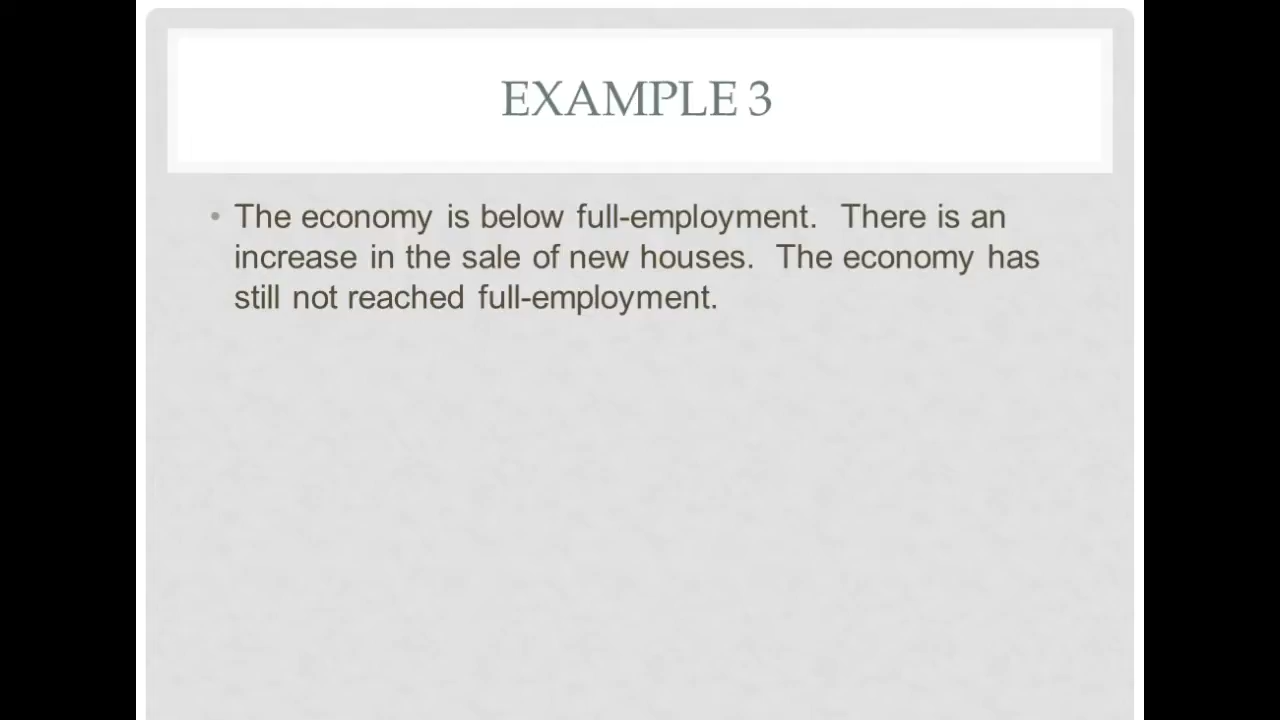 EXAMPLE 3
• The economy is below full-employment. There is an
increase in the sale of new houses. The economy has
still not reached full-employment.